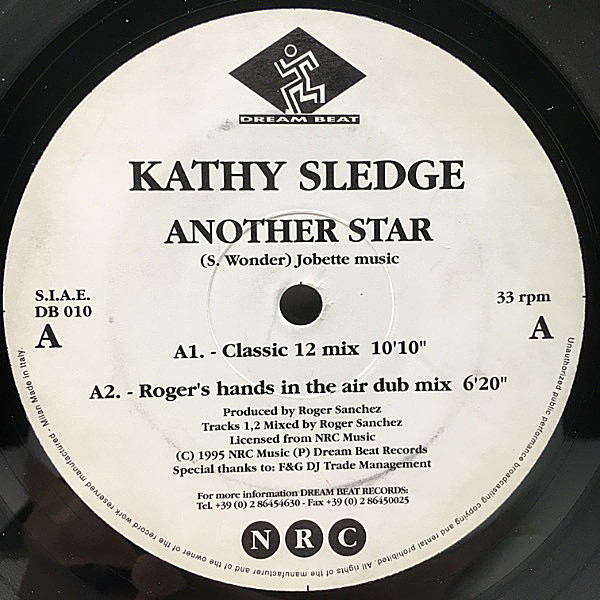 DREAM BEAT
KATHY SLEDGE
ANOTHER STAR
(S. Wonder) Jobette music
S.I.A.E.
DB 010
A
33 rpm
A
A1. - Classic 12 mix 10'10"
A2. - Roger's hands in the air dub mix 6'20"
Produced by Roger Sanchez
Tracks 1,2 Mixed by Roger Sanchez
Licensed from NRC Music
(C) 1995 NRC Music (P) Dream Beat Records
Special thanks to: F&G DJ Trade Management
For more information DREAM BEAT RECORDS:
Tel. +39 (0) 2 86454630 - Fax +39 (0) 2 86450025
N R C
Unauthorized public performance broadcasting copying and rental prohibited. All rights of the manufacturer and of the owner of the record work reserved manufactured - Milan Made in Italy.